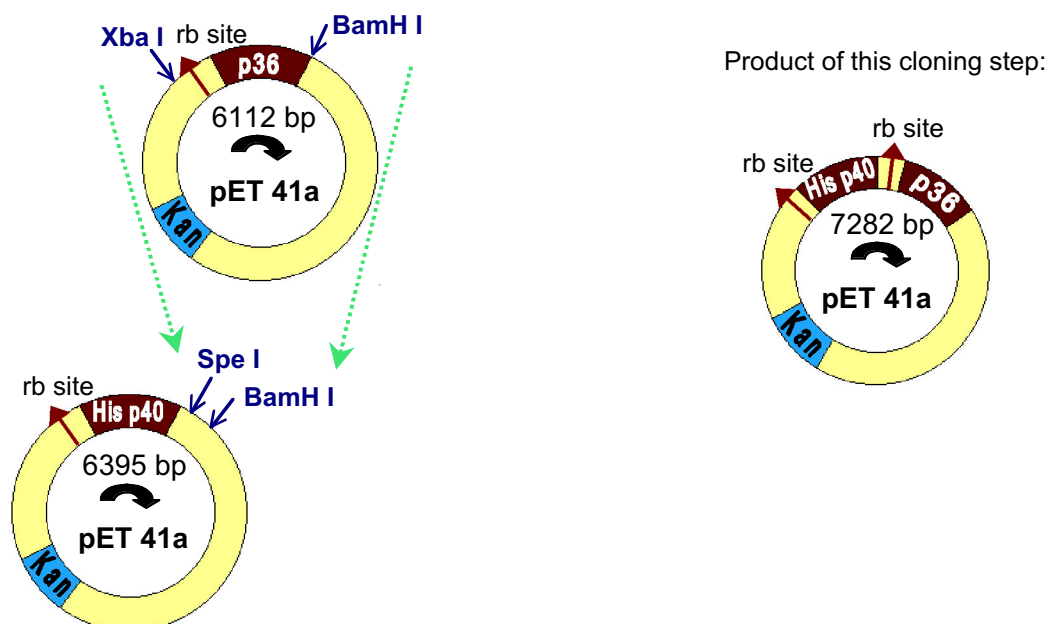 Xba I
rb site
BamH I
p36
6112 bp
pET 41a
Kan
Product of this cloning step:
rb site
rb site
His p40
p36
7282 bp
pET 41a
Kan
Spe I
BamH I
rb site
His p40
6395 bp
pET 41a
Kan